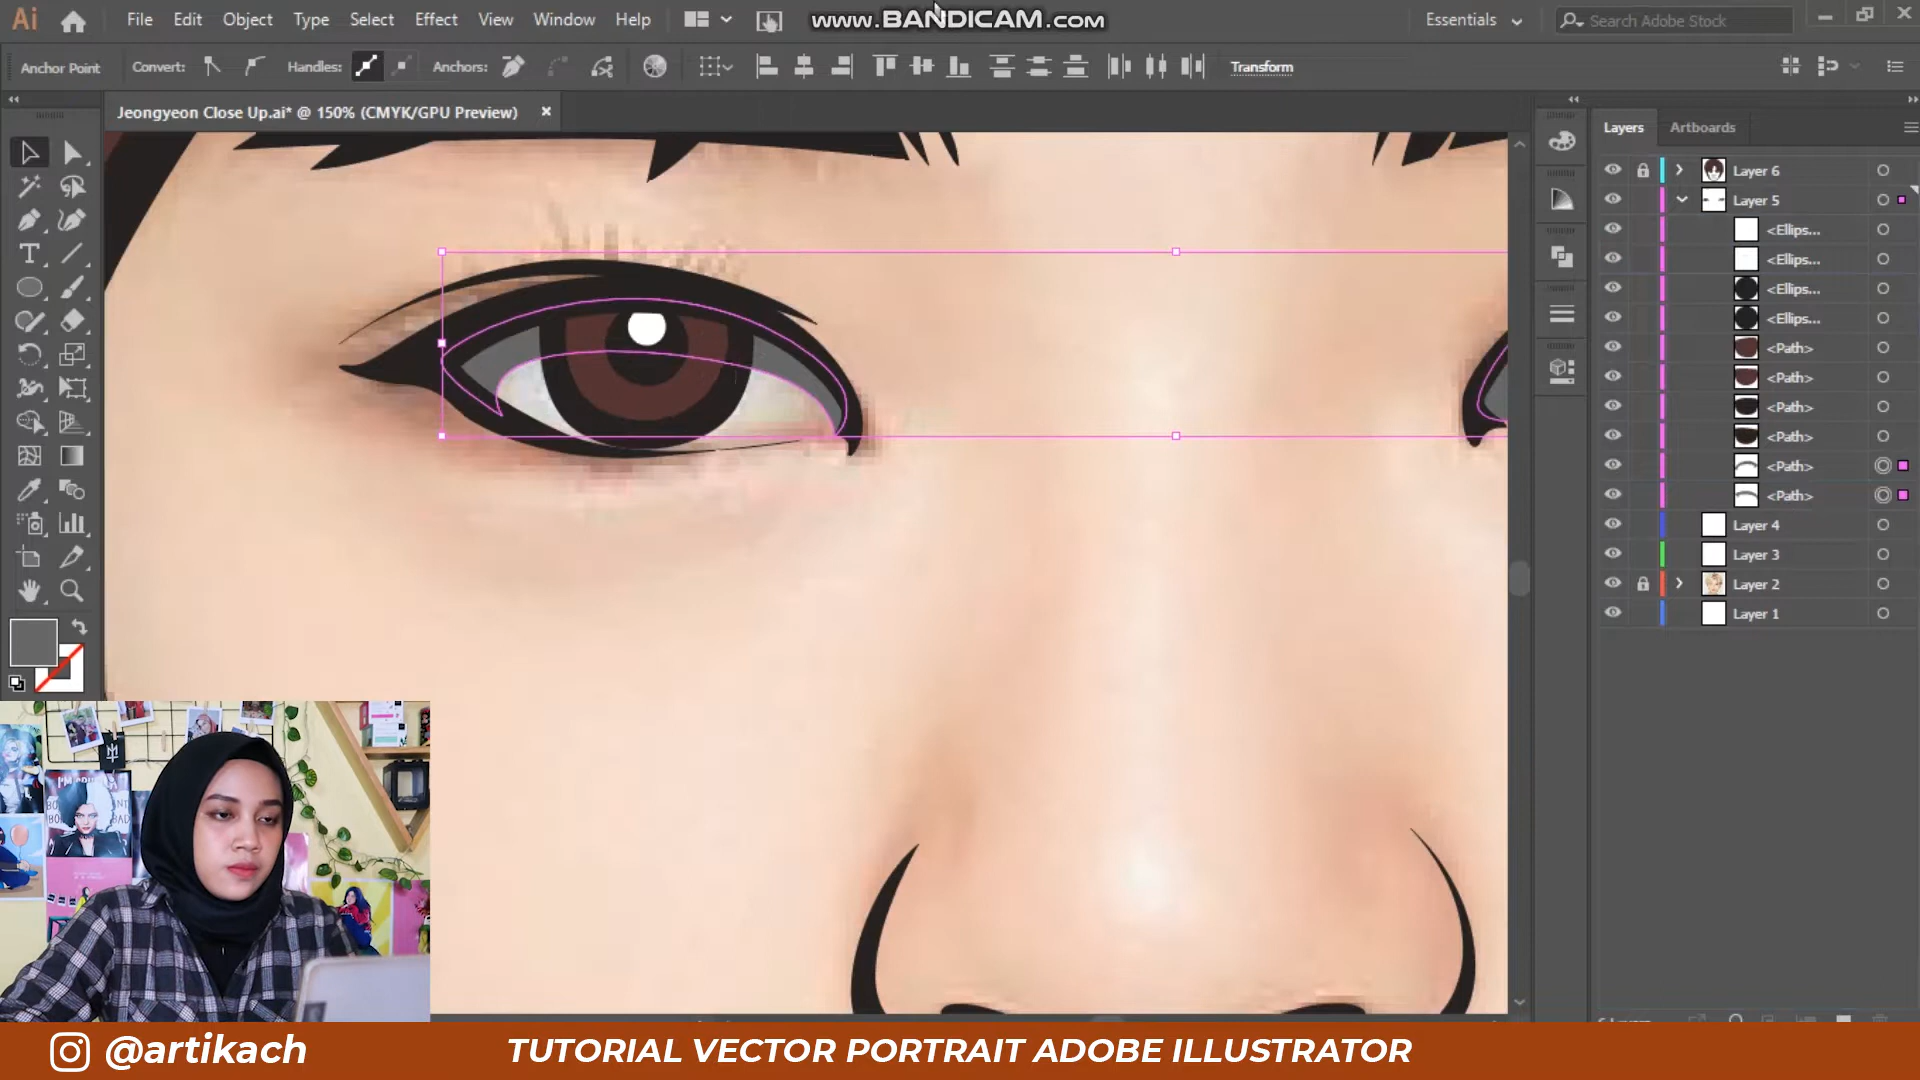 Ai File Edit Object Type Select Effect View Window Help
www.BANDICAM.com
Essentials Search Adobe Stock
Anchor Point Convert: Handles: Anchors: Transform
Jeongyeon Close Up.ai* @ 150% (CMYK/GPU Preview) ×
Layers Artboards
Layer 6
Layer 5
<Ellips...
<Ellips...
<Ellips...
<Ellips...
<Path>
<Path>
<Path>
<Path>
<Path>
<Path>
Layer 4
Layer 3
Layer 2
Layer 1
@artikach
TUTORIAL VECTOR PORTRAIT ADOBE ILLUSTRATOR